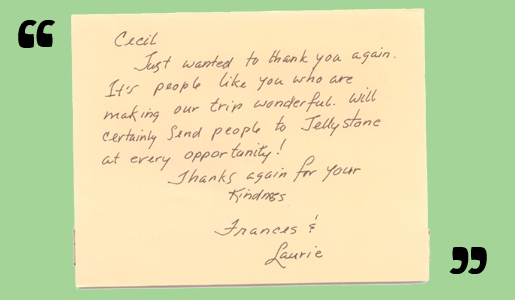 Cecil
Just wanted to thank you again.
It's people like you who are
making our trip wonderful. Will
certainly send people to Jellystone
at every opportunity!
Thanks again for your
Kindness
Frances &
Laurie